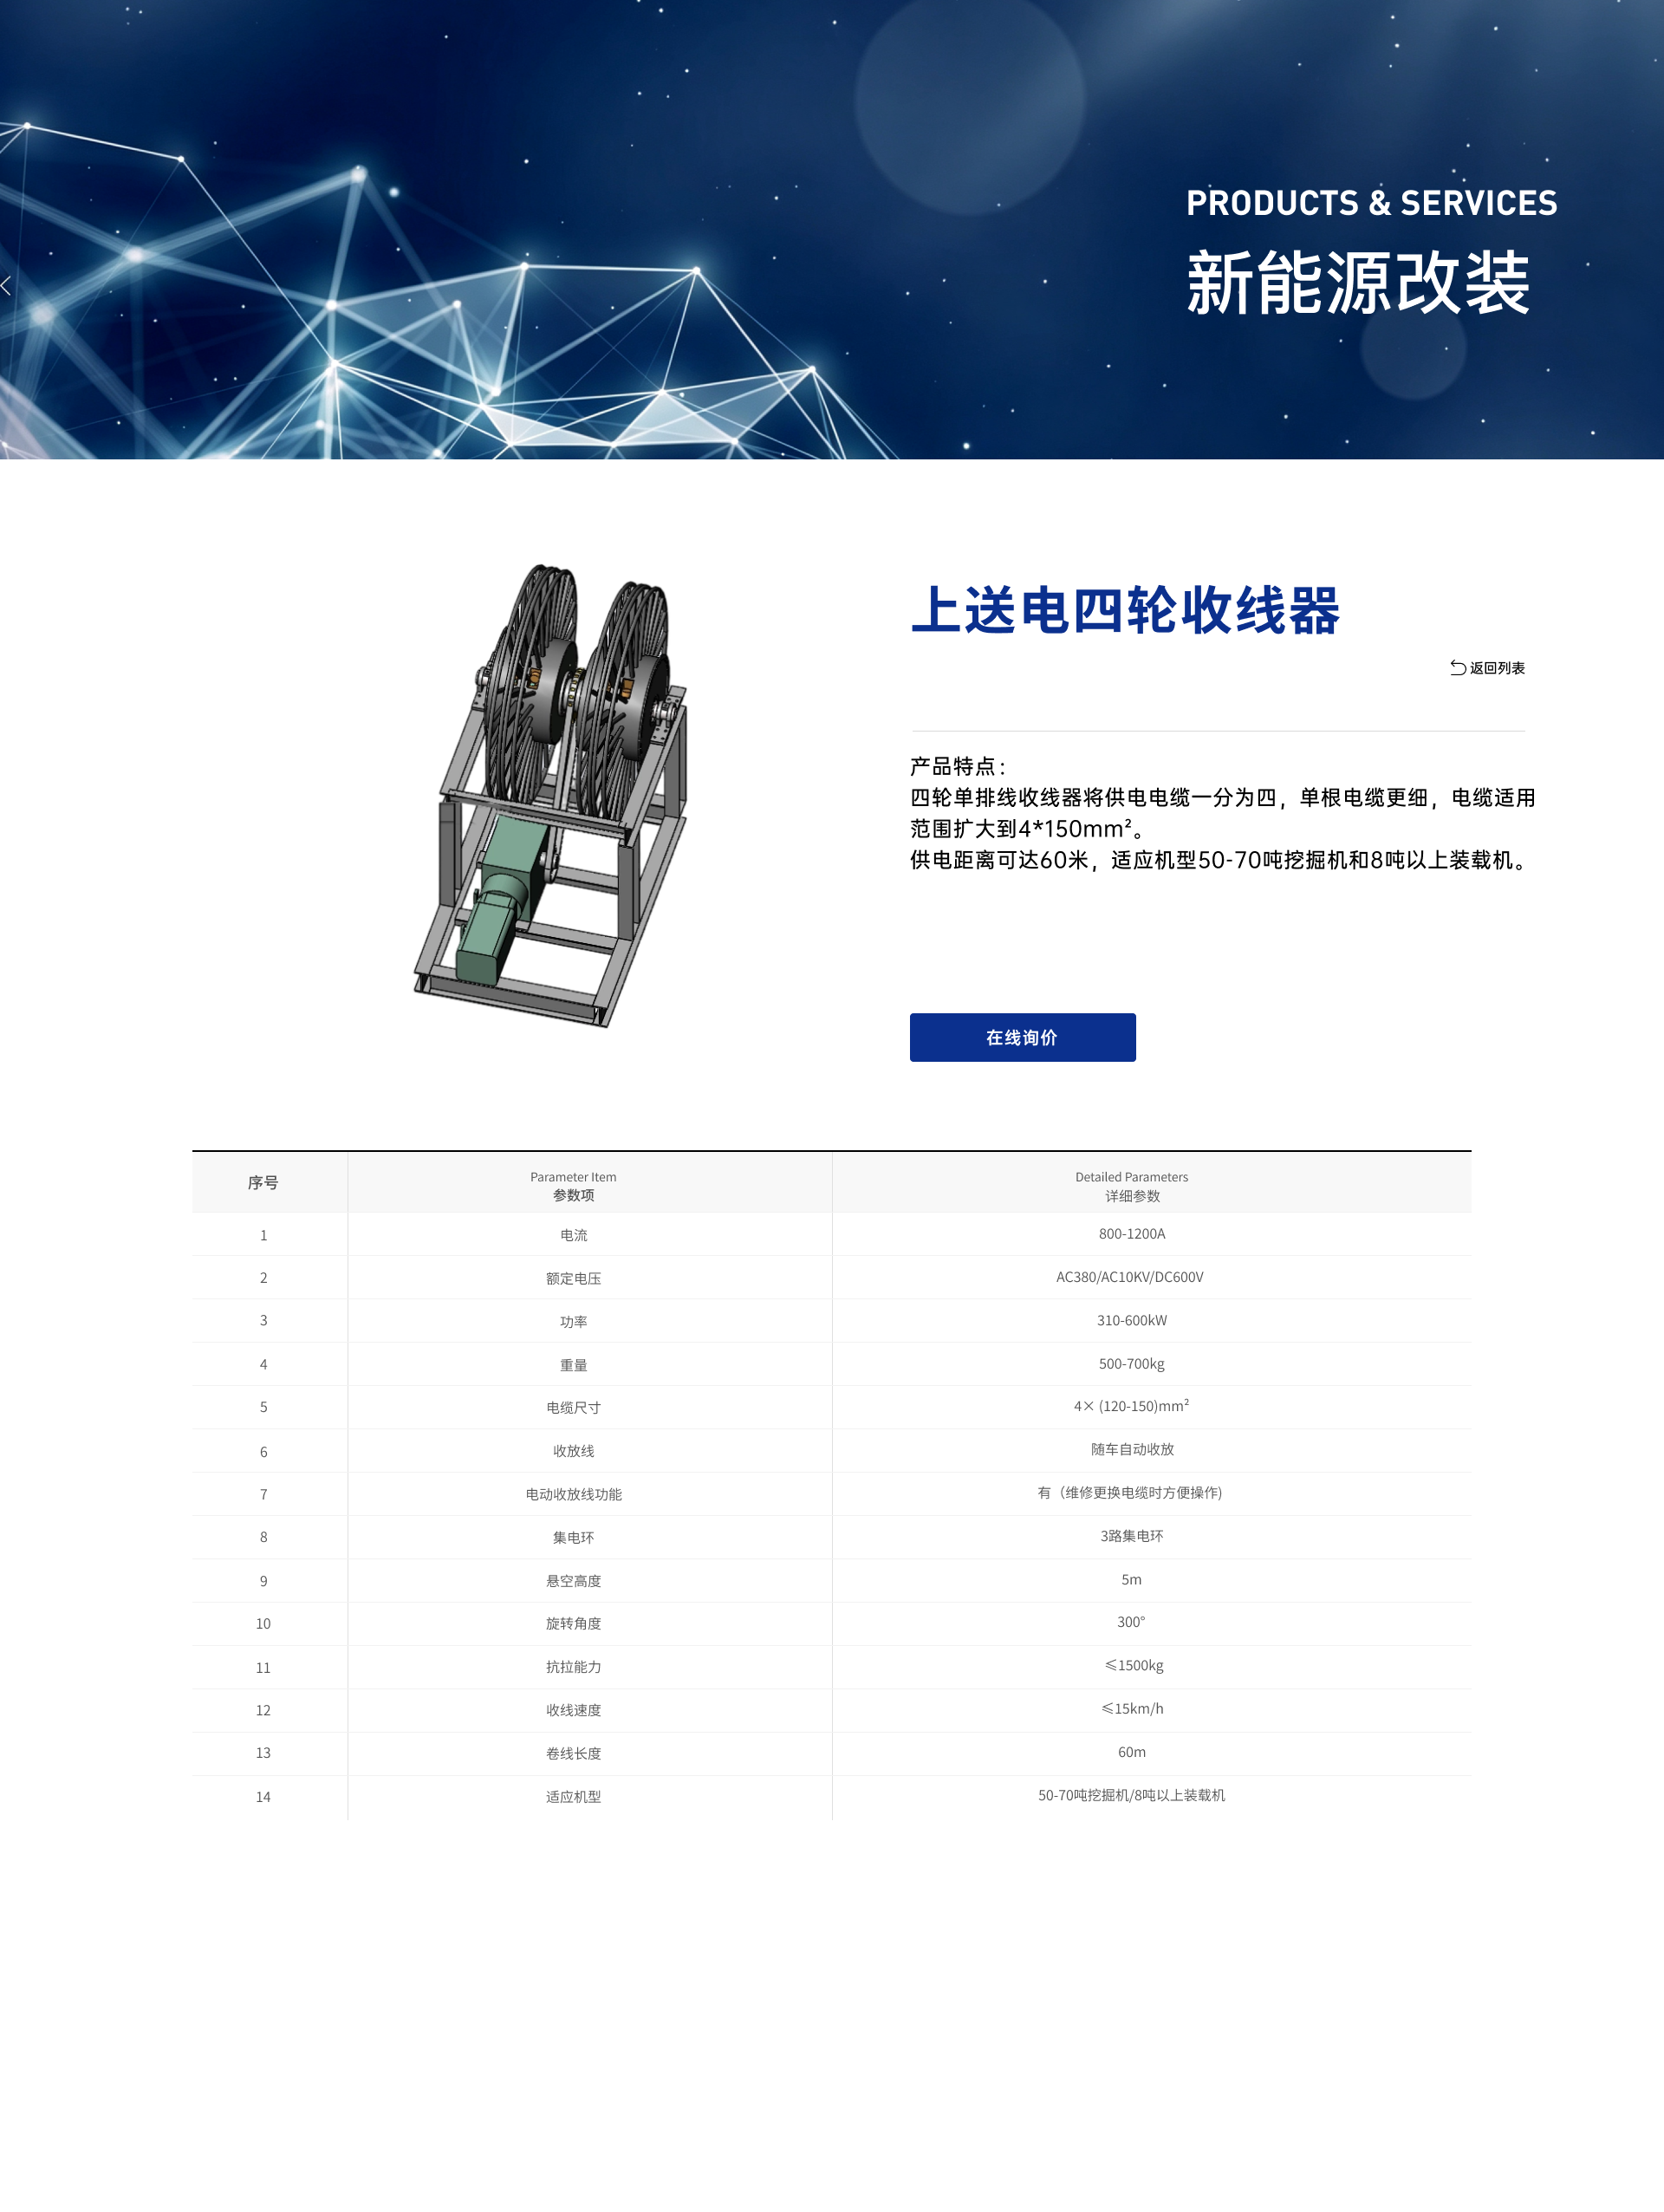 PRODUCTS & SERVICES
新能源改装
上送电四轮收线器
返回列表
产品特点：
四轮单排线收线器将供电电缆一分为四，单根电缆更细，电缆适用
范围扩大到4*150mm²。
供电距离可达60米，适应机型50-70吨挖掘机和8吨以上装载机。
在线询价
序号 Parameter Item 参数项 Detailed Parameters 详细参数
1 电流 800-1200A
2 额定电压 AC380/AC10KV/DC600V
3 功率 310-600kW
4 重量 500-700kg
5 电缆尺寸 4× (120-150)mm²
6 收放线 随车自动收放
7 电动收放线功能 有（维修更换电缆时方便操作)
8 集电环 3路集电环
9 悬空高度 5m
10 旋转角度 300°
11 抗拉能力 ≤1500kg
12 收线速度 ≤15km/h
13 卷线长度 60m
14 适应机型 50-70吨挖掘机/8吨以上装载机